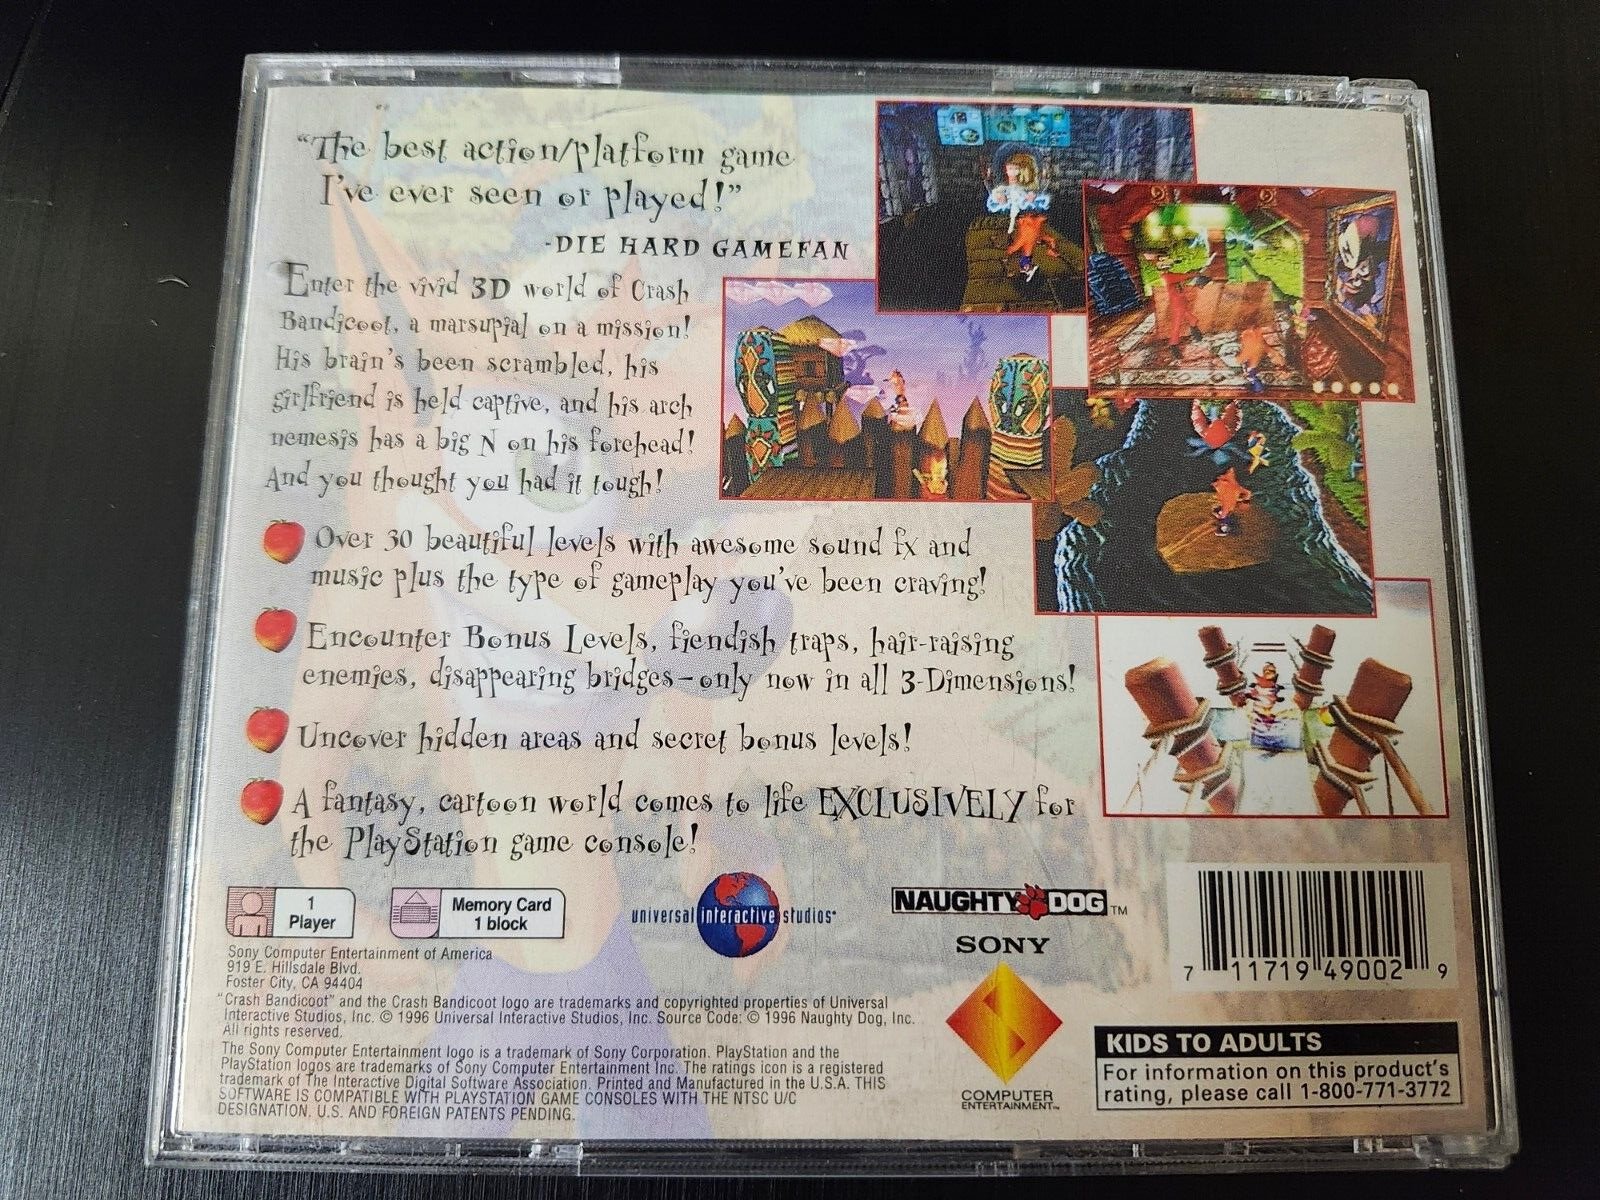 “The best action/platform game
I've ever seen or played!”
-DIE HARD GAMEFAN
Enter the vivid 3D world of Crash
Bandicoot, a marsupial on a mission!
His brain's been scrambled, his
girlfriend is held captive, and his arch
nemesis has a big N on his forehead!
And you thought you had it tough!
Over 30 beautiful levels with awesome sound fx and
music plus the type of gameplay you've been craving!
Encounter Bonus Levels, fiendish traps, hair-raising
enemies, disappearing bridges—only now in all 3-Dimensions!
Uncover hidden areas and secret bonus levels!
A fantasy, cartoon world comes to life EXCLUSIVELY for
the PlayStation game console!
1
Player
Memory Card
1 block
universal interactive studios
NAUGHTY DOG™
SONY
COMPUTER
ENTERTAINMENT™
7 11719 49002 9
Sony Computer Entertainment of America
919 E. Hillsdale Blvd.
Foster City, CA 94404
"Crash Bandicoot" and the Crash Bandicoot logo are trademarks and copyrighted properties of Universal
Interactive Studios, Inc. © 1996 Universal Interactive Studios, Inc. Source Code: © 1996 Naughty Dog, Inc.
All rights reserved.
The Sony Computer Entertainment logo is a trademark of Sony Corporation. PlayStation and the
PlayStation logos are trademarks of Sony Computer Entertainment Inc. The ratings icon is a registered
trademark of The Interactive Digital Software Association. Printed and Manufactured in the U.S.A. THIS
SOFTWARE IS COMPATIBLE WITH PLAYSTATION GAME CONSOLES WITH THE NTSC U/C
DESIGNATION. U.S. AND FOREIGN PATENTS PENDING.
KIDS TO ADULTS
For information on this product's
rating, please call 1-800-771-3772